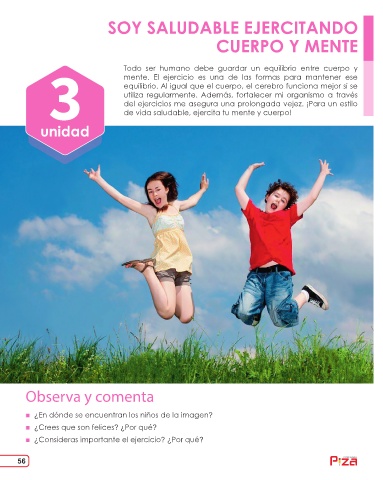 SOY SALUDABLE EJERCITANDO
CUERPO Y MENTE
Todo ser humano debe guardar un equilibrio entre cuerpo y
mente. El ejercicio es una de las formas para mantener ese
equilibrio. Al igual que el cuerpo, el cerebro funciona mejor si se
utiliza regularmente. Además, fortalecer mi organismo a través
del ejercicios me asegura una prolongada vejez. ¡Para un estilo
de vida saludable, ejercita tu mente y cuerpo!
3
unidad
Observa y comenta
¿En dónde se encuentran los niños de la imagen?
¿Crees que son felices? ¿Por qué?
¿Consideras importante el ejercicio? ¿Por qué?
56